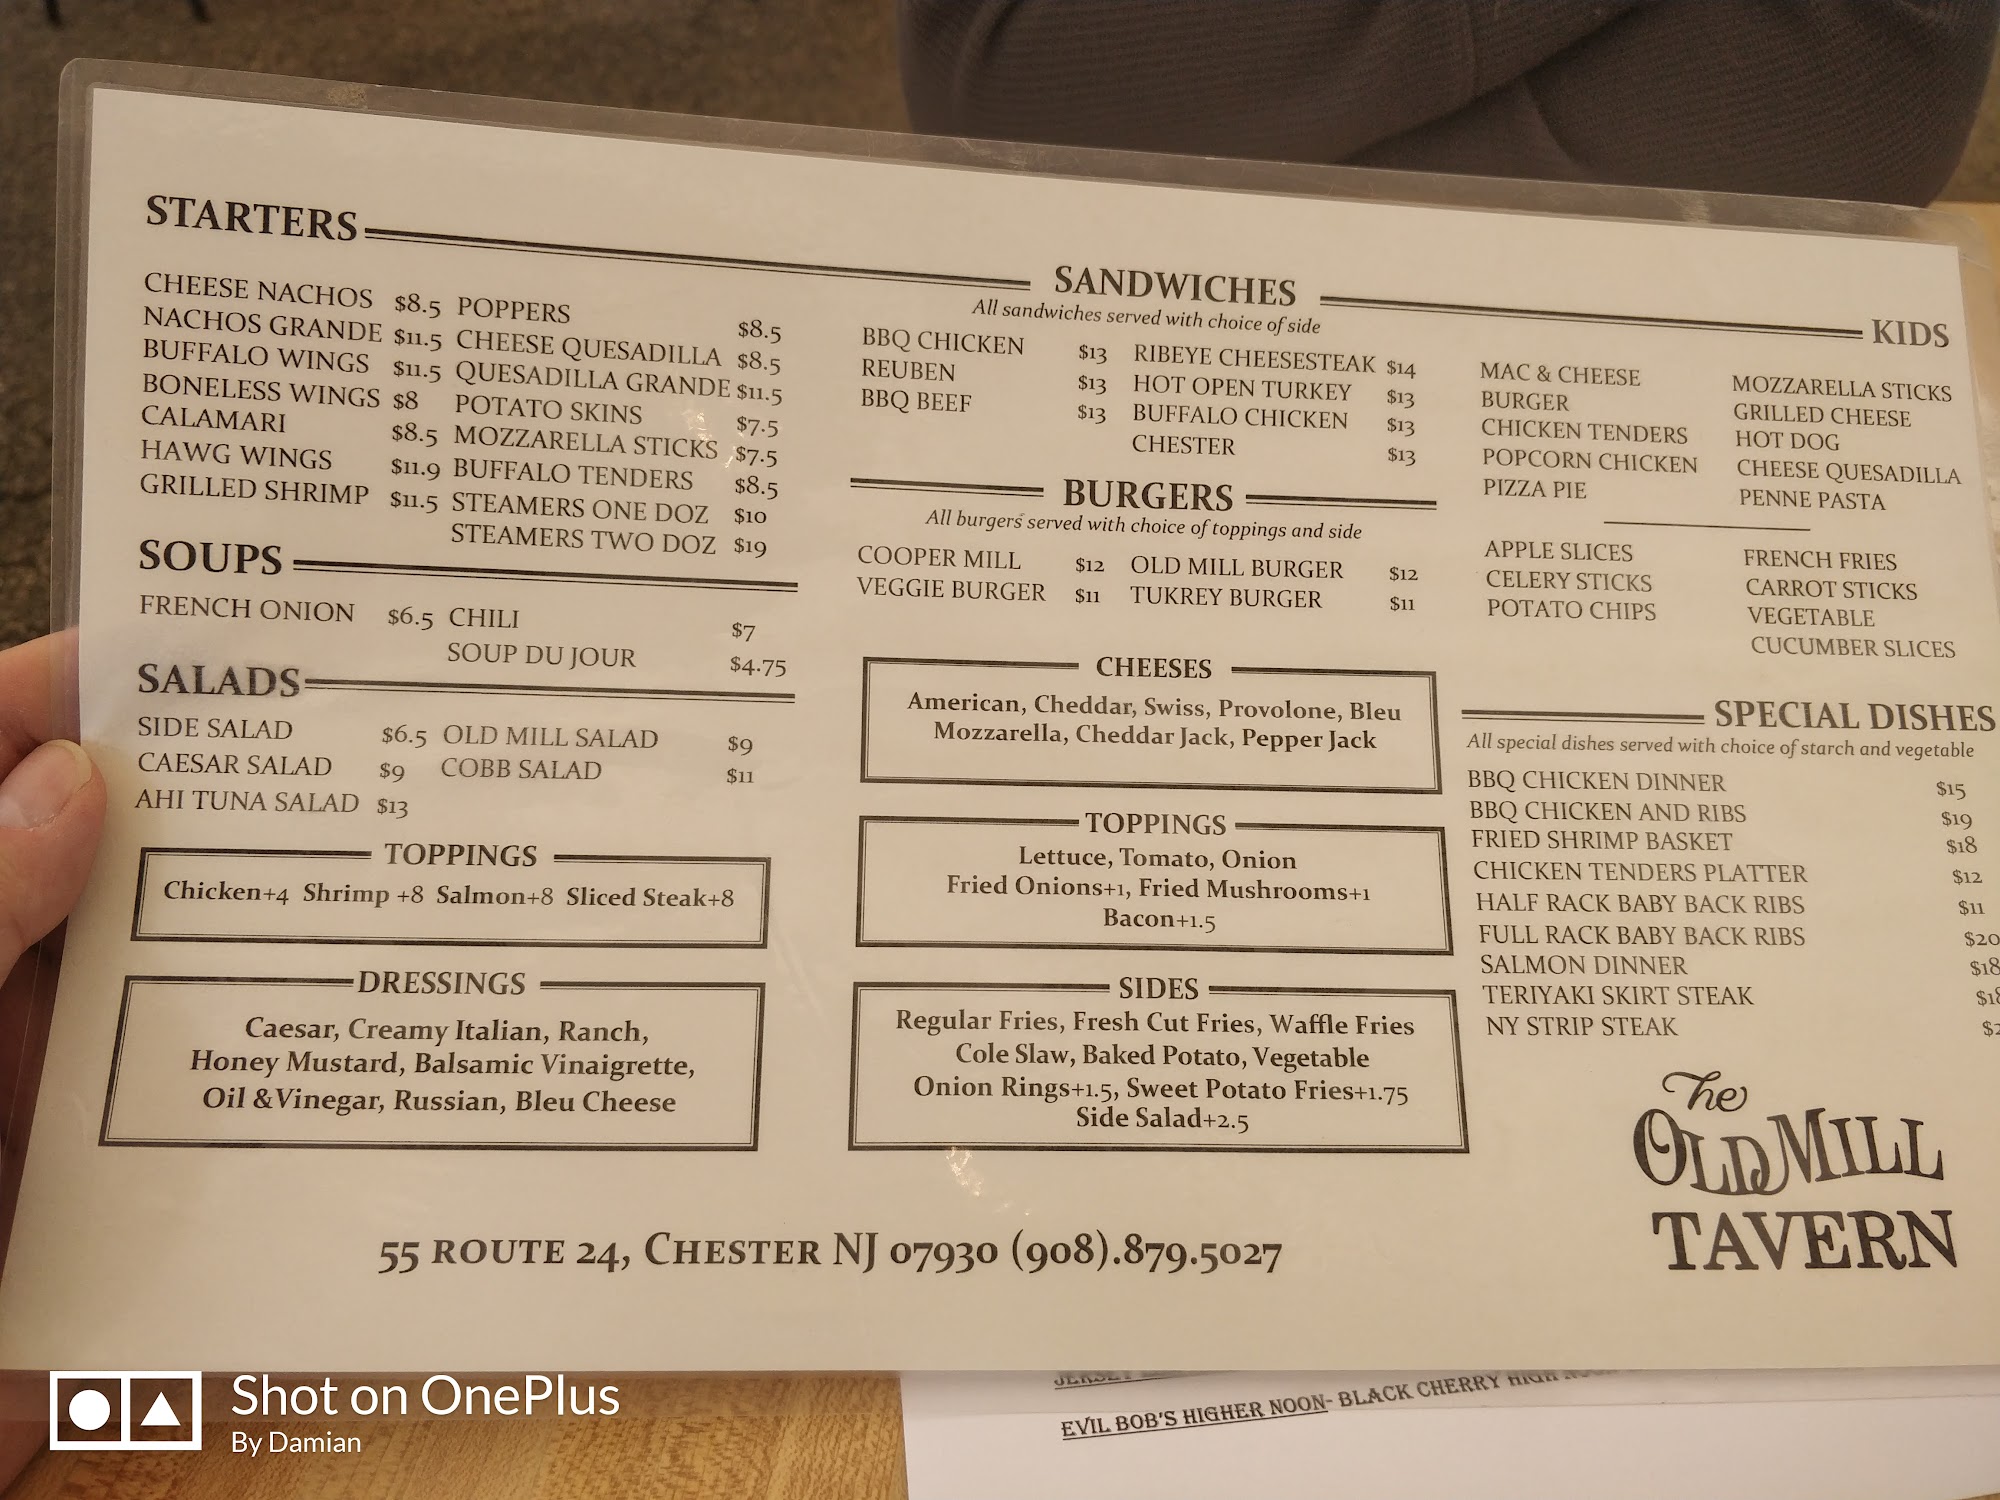 STARTERS
CHEESE NACHOS $8.5
NACHOS GRANDE $11.5
BUFFALO WINGS $11.5
BONELESS WINGS $8
CALAMARI $8.5
HAWG WINGS $11.9
GRILLED SHRIMP $11.5
POPPERS $8.5
CHEESE QUESADILLA $8.5
QUESADILLA GRANDE $11.5
POTATO SKINS $7.5
MOZZARELLA STICKS $7.5
BUFFALO TENDERS $8.5
STEAMERS ONE DOZ $10
STEAMERS TWO DOZ $19
SOUPS
FRENCH ONION $6.5
CHILI $7
SOUP DU JOUR $4.75
SALADS
SIDE SALAD $6.5
CAESAR SALAD $9
AHI TUNA SALAD $13
OLD MILL SALAD $9
COBB SALAD $11
TOPPINGS
Chicken+4 Shrimp +8 Salmon+8 Sliced Steak+8
DRESSINGS
Caesar, Creamy Italian, Ranch,
Honey Mustard, Balsamic Vinaigrette,
Oil &Vinegar, Russian, Bleu Cheese
SANDWICHES
All sandwiches served with choice of side
BBQ CHICKEN $13
REUBEN $13
BBQ BEEF $13
RIBEYE CHEESESTEAK $14
HOT OPEN TURKEY $13
BUFFALO CHICKEN $13
CHESTER $13
BURGERS
All burgers served with choice of toppings and side
COOPER MILL $12
VEGGIE BURGER $11
OLD MILL BURGER $12
TUKREY BURGER $11
CHEESES
American, Cheddar, Swiss, Provolone, Bleu
Mozzarella, Cheddar Jack, Pepper Jack
TOPPINGS
Lettuce, Tomato, Onion
Fried Onions+1, Fried Mushrooms+1
Bacon+1.5
SIDES
Regular Fries, Fresh Cut Fries, Waffle Fries
Cole Slaw, Baked Potato, Vegetable
Onion Rings+1.5, Sweet Potato Fries+1.75
Side Salad+2.5
KIDS
MAC & CHEESE
BURGER
CHICKEN TENDERS
POPCORN CHICKEN
PIZZA PIE
MOZZARELLA STICKS
GRILLED CHEESE
HOT DOG
CHEESE QUESADILLA
PENNE PASTA
APPLE SLICES
CELERY STICKS
POTATO CHIPS
FRENCH FRIES
CARROT STICKS
VEGETABLE
CUCUMBER SLICES
SPECIAL DISHES
All special dishes served with choice of starch and vegetable
BBQ CHICKEN DINNER $15
BBQ CHICKEN AND RIBS $19
FRIED SHRIMP BASKET $18
CHICKEN TENDERS PLATTER $12
HALF RACK BABY BACK RIBS $11
FULL RACK BABY BACK RIBS $20
SALMON DINNER $18
TERIYAKI SKIRT STEAK
NY STRIP STEAK
The
OLD MILL
TAVERN
55 ROUTE 24, CHESTER NJ 07930 (908).879.5027
JERSEY
EVIL BOB'S HIGHER NOON- BLACK CHERRY HIGH
Shot on OnePlus
By Damian